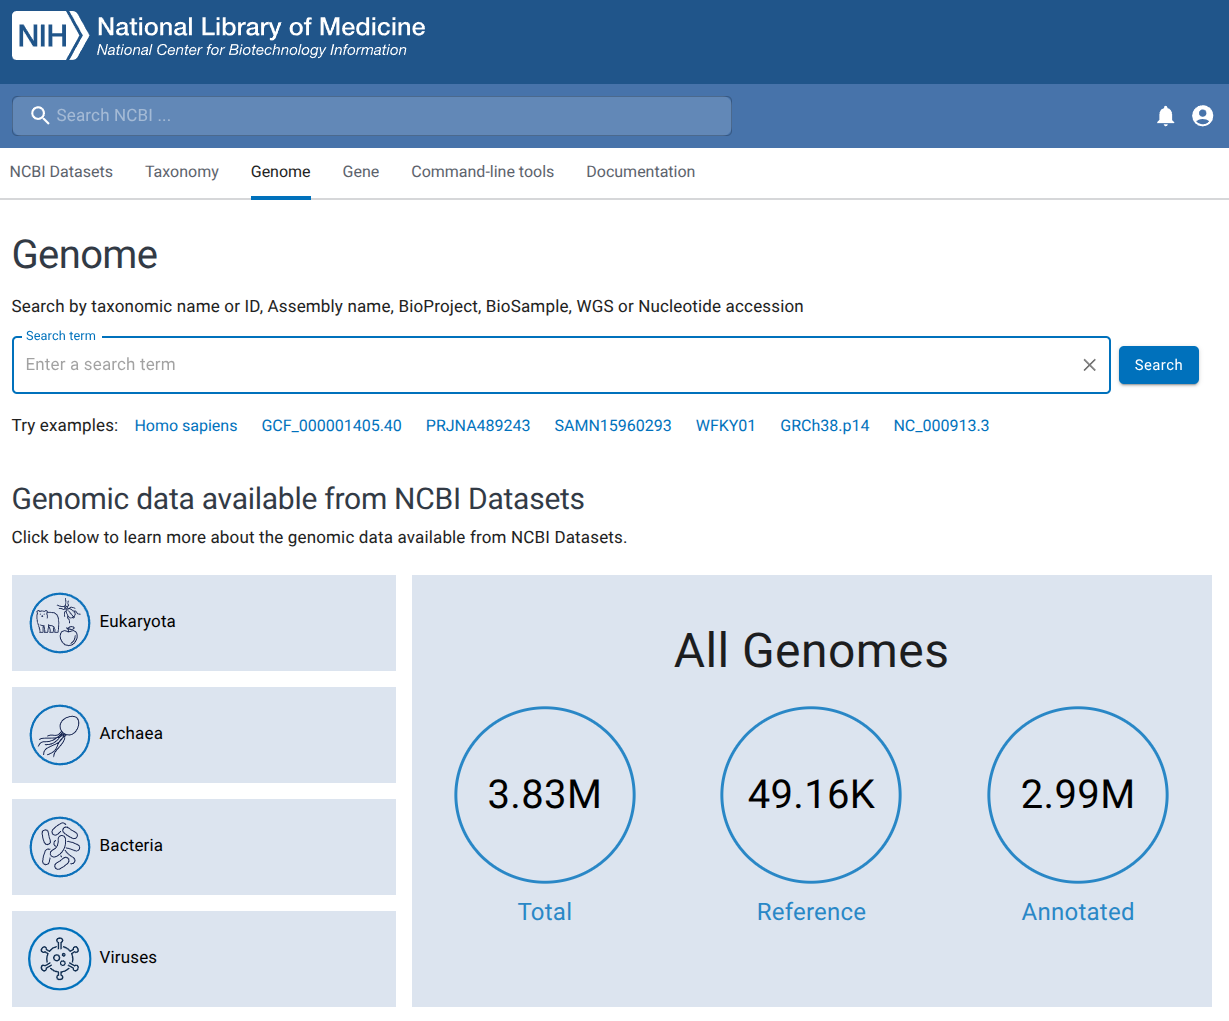 NIH
National Library of Medicine
National Center for Biotechnology Information
Search NCBI ...
NCBI Datasets Taxonomy Genome Gene Command-line tools Documentation
Genome
Search by taxonomic name or ID, Assembly name, BioProject, BioSample, WGS or Nucleotide accession
Search term
Enter a search term
Search
Try examples: Homo sapiens GCF_000001405.40 PRJNA489243 SAMN15960293 WFKY01 GRCh38.p14 NC_000913.3
Genomic data available from NCBI Datasets
Click below to learn more about the genomic data available from NCBI Datasets.
Eukaryota
Archaea
Bacteria
Viruses
All Genomes
3.83M 49.16K 2.99M
Total Reference Annotated